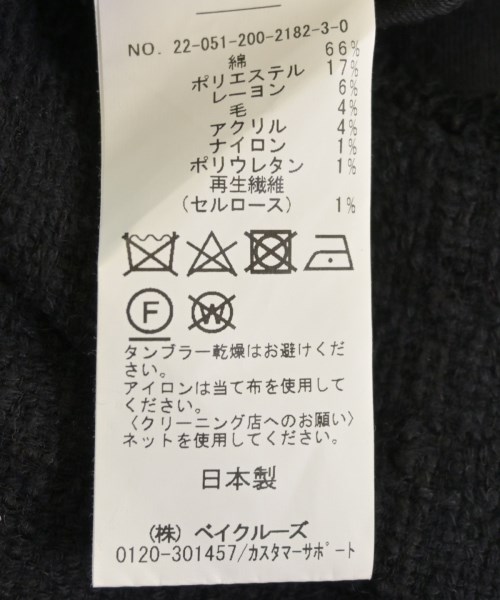 NO. 22-051-200-2182-3-0
綿 66%
ポリエステル 17%
レーヨン 6%
毛 4%
アクリル 4%
ナイロン 1%
ポリウレタン 1%
再生繊維
(セルロース) 1%
F W
タンブラー乾燥はお避けくだ
さい。
アイロンは当て布を使用して
ください。
〈クリーニング店へのお願い〉
ネットを使用してください。
日本製
(株) ベイクルーズ
0120-301457/カスタマーサポート